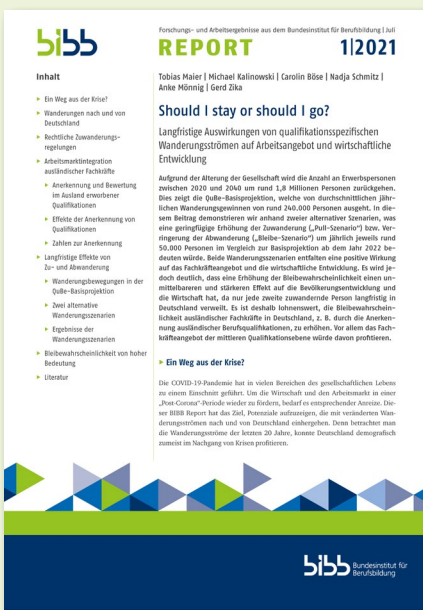 bibb
Forschungs- und Arbeitsergebnisse aus dem Bundesinstitut für Berufsbildung | Juli
REPORT 1|2021
Inhalt
▶ Ein Weg aus der Krise?
▶ Wanderungen nach und von
Deutschland
▶ Rechtliche Zuwanderungs-
regelungen
▶ Arbeitsmarktintegration
ausländischer Fachkräfte
▶ Anerkennung und Bewertung
im Ausland erworbener
Qualifikationen
▶ Effekte der Anerkennung von
Qualifikationen
▶ Zahlen zur Anerkennung
▶ Langfristige Effekte von
Zu- und Abwanderung
▶ Wanderungsbewegungen in der
QuBe-Basisprojektion
▶ Zwei alternative
Wanderungsszenarien
▶ Ergebnisse der
Wanderungsszenarien
▶ Bleibewahrscheinlichkeit von hoher
Bedeutung
▶ Literatur
Tobias Maier | Michael Kalinowski | Carolin Böse | Nadja Schmitz |
Anke Mönnig | Gerd Zika
Should I stay or should I go?
Langfristige Auswirkungen von qualifikationsspezifischen
Wanderungsströmen auf Arbeitsangebot und wirtschaftliche
Entwicklung
Aufgrund der Alterung der Gesellschaft wird die Anzahl an Erwerbspersonen
zwischen 2020 und 2040 um rund 1,8 Millionen Personen zurückgehen.
Dies zeigt die QuBe-Basisprojektion, welche von durchschnittlichen jähr-
lichen Wanderungsgewinnen von rund 240.000 Personen ausgeht. In die-
sem Beitrag demonstrieren wir anhand zweier alternativer Szenarien, was
eine geringfügige Erhöhung der Zuwanderung („Pull-Szenario“) bzw. Ver-
ringerung der Abwanderung („Bleibe-Szenario“) um jährlich jeweils rund
50.000 Personen im Vergleich zur Basisprojektion ab dem Jahr 2022 be-
deuten würde. Beide Wanderungsszenarien entfalten eine positive Wirkung
auf das Fachkräfteangebot und die wirtschaftliche Entwicklung. Es wird je-
doch deutlich, dass eine Erhöhung der Bleibewahrscheinlichkeit einen un-
mittelbareren und stärkeren Effekt auf die Bevölkerungsentwicklung und
die Wirtschaft hat, da nur jede zweite zuwandernde Person langfristig in
Deutschland verweilt. Es ist deshalb lohnenswert, die Bleibewahrschein-
lichkeit ausländischer Fachkräfte in Deutschland, z. B. durch die Anerken-
nung ausländischer Berufsqualifikationen, zu erhöhen. Vor allem das Fach-
kräfteangebot der mittleren Qualifikationsebene würde davon profitieren.
▶ Ein Weg aus der Krise?
Die COVID-19-Pandemie hat in vielen Bereichen des gesellschaftlichen Lebens
zu einem Einschnitt geführt. Um die Wirtschaft und den Arbeitsmarkt in einer
„Post-Corona“-Periode wieder zu fördern, bedarf es entsprechender Anreize. Die-
ser BIBB Report hat das Ziel, Potenziale aufzuzeigen, die mit veränderten Wan-
derungsströmen nach und von Deutschland einhergehen. Denn betrachtet man
die Wanderungsströme der letzten 20 Jahre, konnte Deutschland demografisch
zumeist im Nachgang von Krisen profitieren.
bibb Bundesinstitut für
Berufsbildung